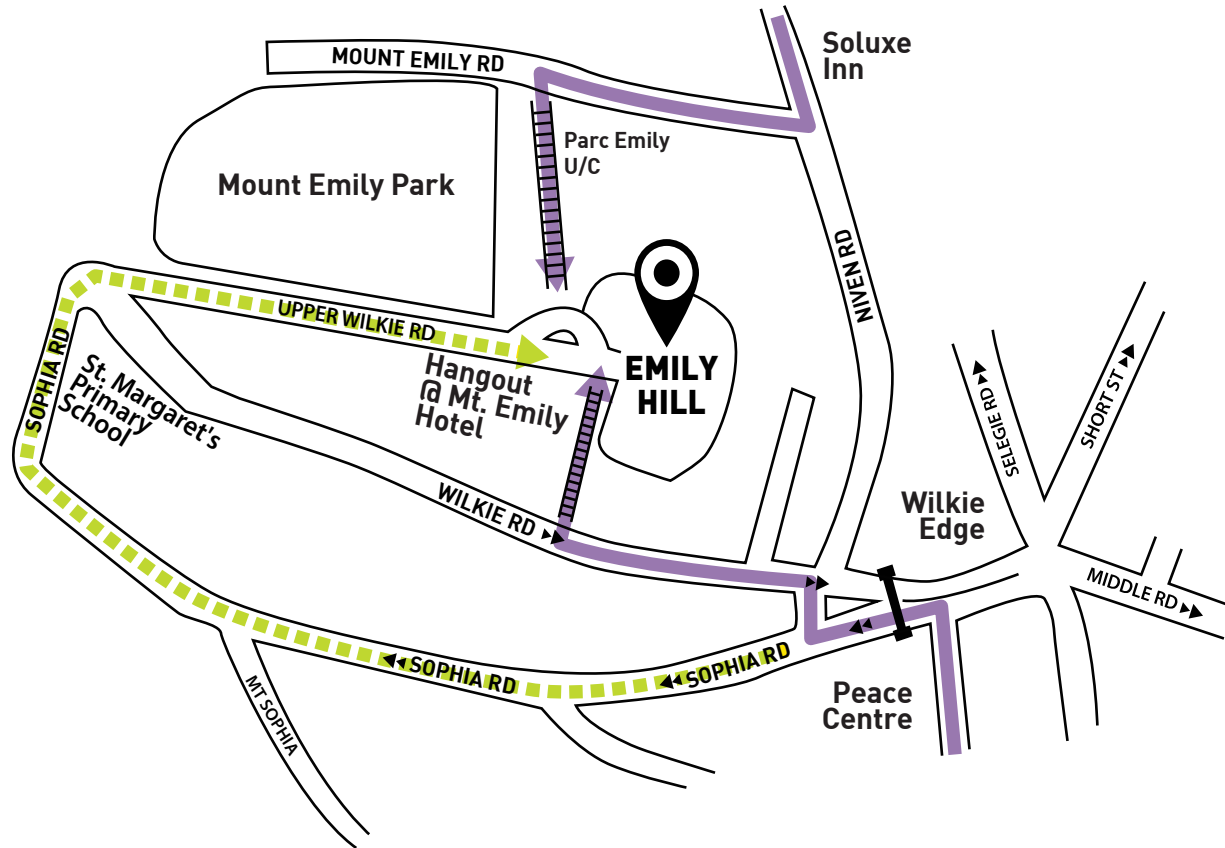 Soluxe
Inn
MOUNT EMILY RD
Parc Emily
U/C
Mount Emily Park
NIVEN RD
UPPER WILKIE RD
SOPHIA RD
St. Margaret's
Primary
School
Hangout
@ Mt. Emily
Hotel
EMILY
HILL
SELEGIE RD
SHORT ST
WILKIE RD
Wilkie
Edge
MIDDLE RD
SOPHIA RD
SOPHIA RD
MT SOPHIA
Peace
Centre